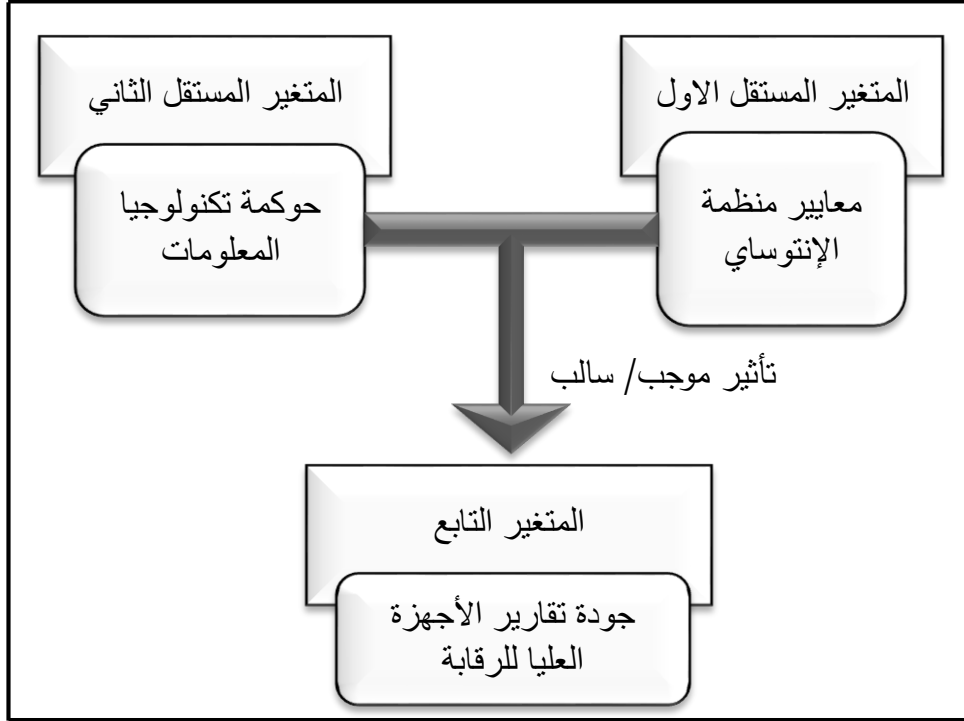 المتغير المستقل الاول
معايير منظمة
الإنتوساي
المتغير المستقل الثاني
حوكمة تكنولوجيا
المعلومات
تأثير موجب/ سالب
المتغير التابع
جودة تقارير الأجهزة
العليا للرقابة